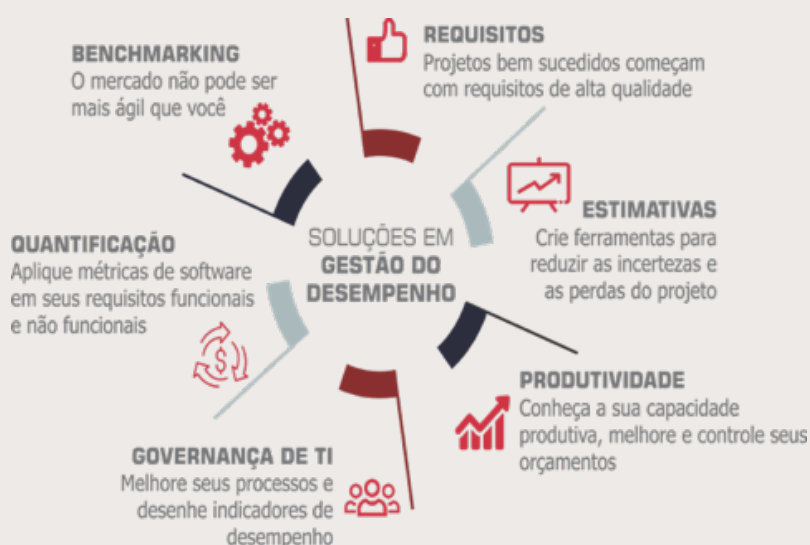 BENCHMARKING
O mercado não pode ser
mais ágil que você
REQUISITOS
Projetos bem sucedidos começam
com requisitos de alta qualidade
ESTIMATIVAS
Crie ferramentas para
reduzir as incertezas e
as perdas do projeto
SOLUÇÕES EM
GESTÃO DO
DESEMPENHO
QUANTIFICAÇÃO
Aplique métricas de software
em seus requisitos funcionais
e não funcionais
$
PRODUTIVIDADE
Conheça a sua capacidade
produtiva, melhore e controle seus
orçamentos
GOVERNANÇA DE TI
Melhore seus processos e
desenhe indicadores de
desempenho